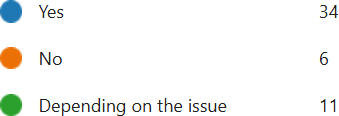 Yes 34
No 6
Depending on the issue 11